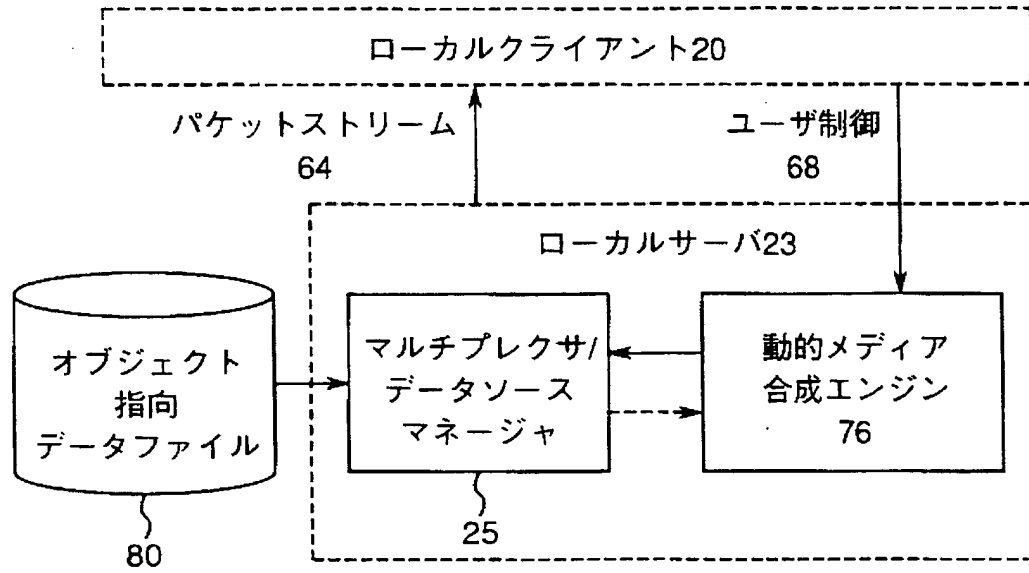 ローカルクライアント20
パケットストリーム
64
ユーザ制御
68
ローカルサーバ23
オブジェクト
指向
データファイル
80
マルチプレクサ/
データソース
マネージャ
25
動的メディア
合成エンジン
76